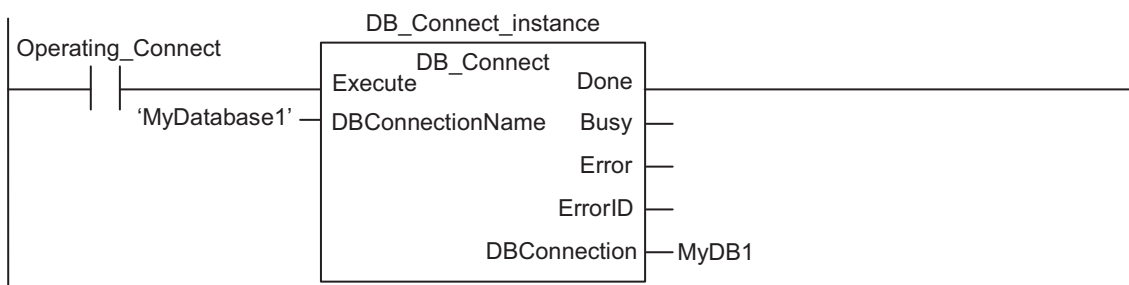 DB_Connect_instance
Operating_Connect
DB_Connect
Execute Done
‘MyDatabase1’ DBConnectionName Busy
Error
ErrorID
DBConnection MyDB1